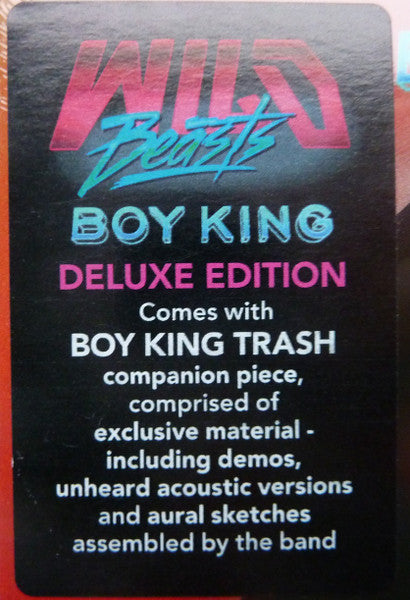 WILD
Beasts
BOY KING
DELUXE EDITION
Comes with
BOY KING TRASH
companion piece,
comprised of
exclusive material -
including demos,
unheard acoustic versions
and aural sketches
assembled by the band